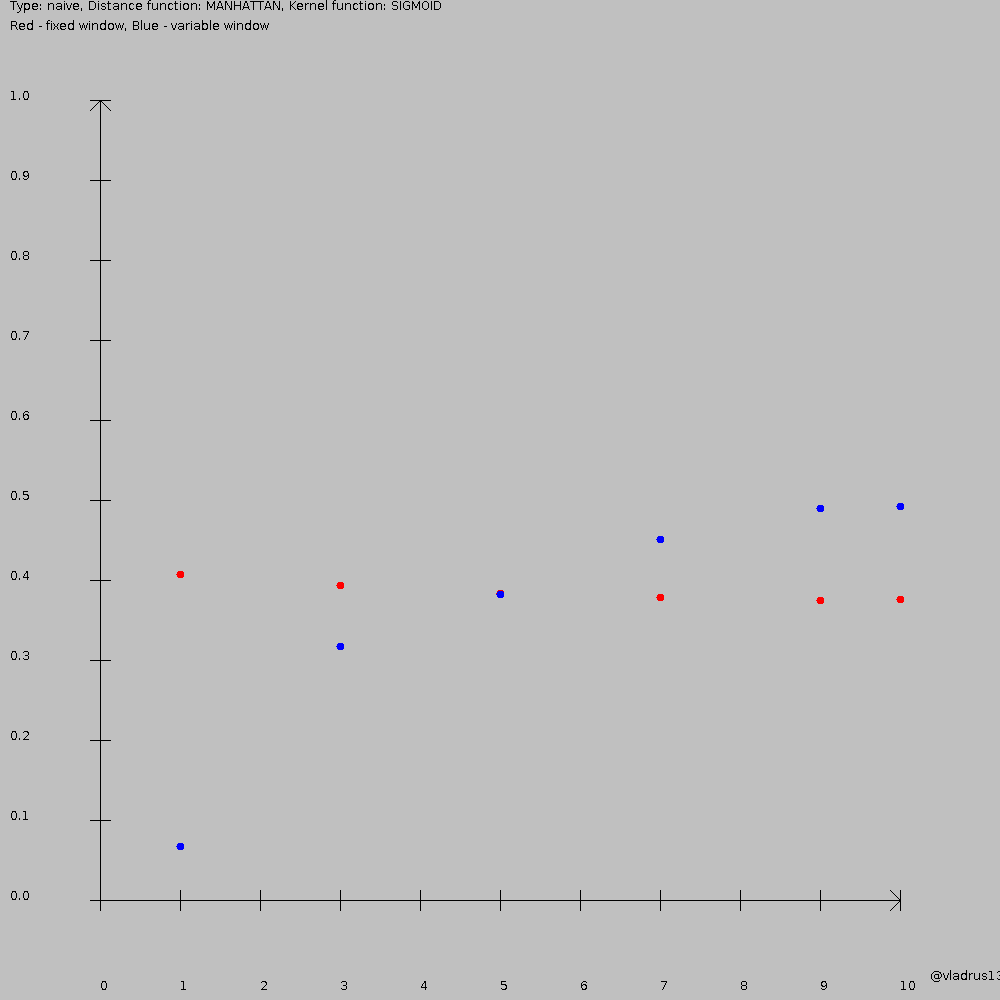 Type: naive, Distance function: MANHATTAN, Kernel function: SIGMOID
Red - fixed window, Blue - variable window
1.0
0.9
0.8
0.7
0.6
0.5
0.4
0.3
0.2
0.1
0.0
0 1 2 3 4 5 6 7 8 9 10
@vladrus13